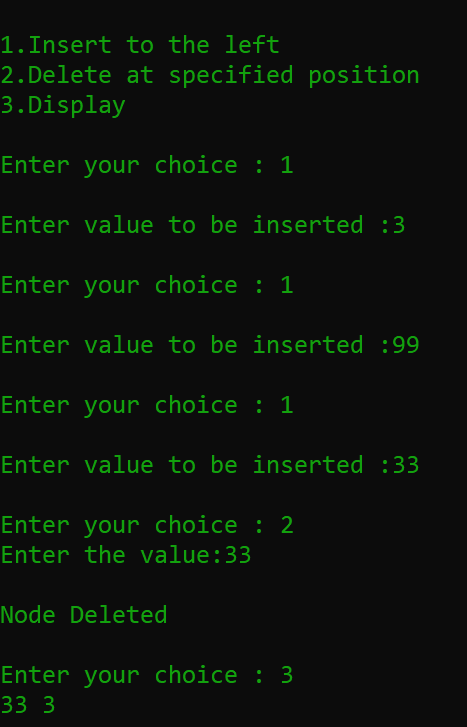 1.Insert to the left
2.Delete at specified position
3.Display
Enter your choice : 1
Enter value to be inserted :3
Enter your choice : 1
Enter value to be inserted :99
Enter your choice : 1
Enter value to be inserted :33
Enter your choice : 2
Enter the value:33
Node Deleted
Enter your choice : 3
33 3